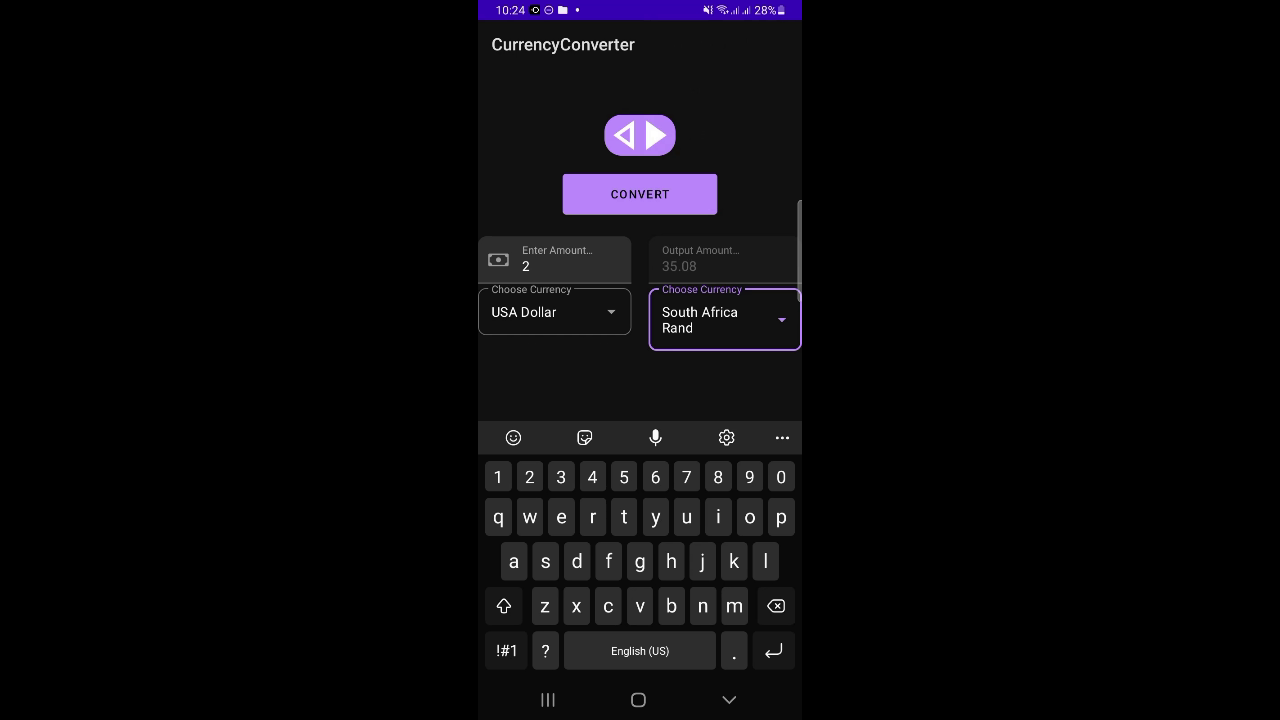 10:24 28%
CurrencyConverter
CONVERT
Enter Amount... Output Amount...
2 35.08
Choose Currency Choose Currency
USA Dollar South Africa
Rand
1 2 3 4 5 6 7 8 9 0
q w e r t y u i o p
a s d f g h j k l
z x c v b n m
!#1 ? English (US) .